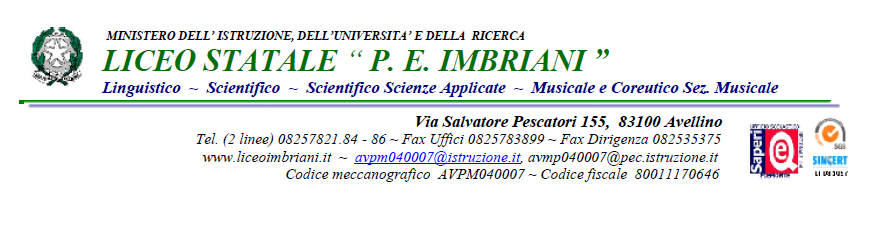 MINISTERO DELL' ISTRUZIONE, DELL'UNIVERSITA' E DELLA RICERCA
LICEO STATALE “ P. E. IMBRIANI ”
Linguistico ~ Scientifico ~ Scientifico Scienze Applicate ~ Musicale e Coreutico Sez. Musicale
Via Salvatore Pescatori 155, 83100 Avellino
Tel. (2 linee) 08257821.84 - 86 ~ Fax Uffici 0825783899 ~ Fax Dirigenza 082535375
www.liceoimbriani.it ~ avpm040007@istruzione.it, avmp040007@pec.istruzione.it
Codice meccanografico AVPM040007 ~ Codice fiscale 80011170646
Saperi
SGS
SINCERT